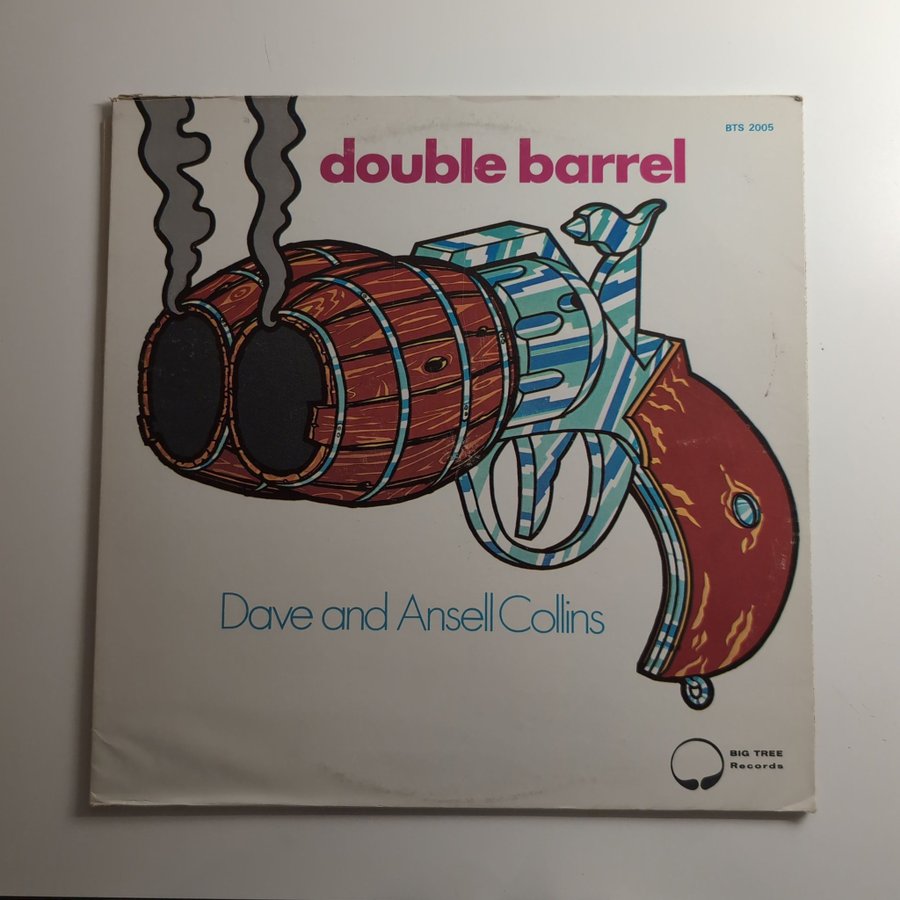 BTS 2005
double barrel
Dave and Ansell Collins
BIG TREE
Records